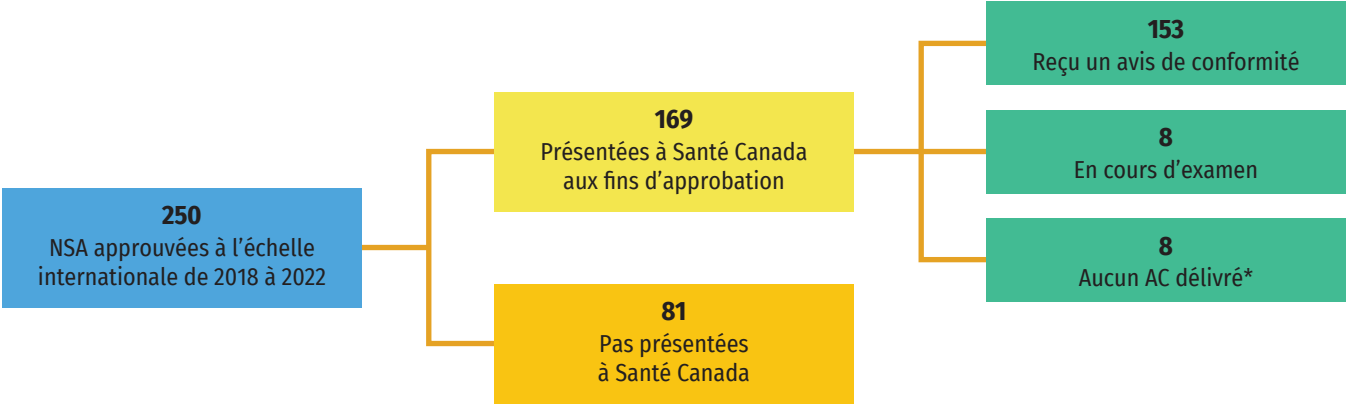 250
NSA approuvées à l'échelle
internationale de 2018 à 2022
169
Présentées à Santé Canada
aux fins d'approbation
81
Pas présentées
à Santé Canada
153
Reçu un avis de conformité
8
En cours d'examen
8
Aucun AC délivré*